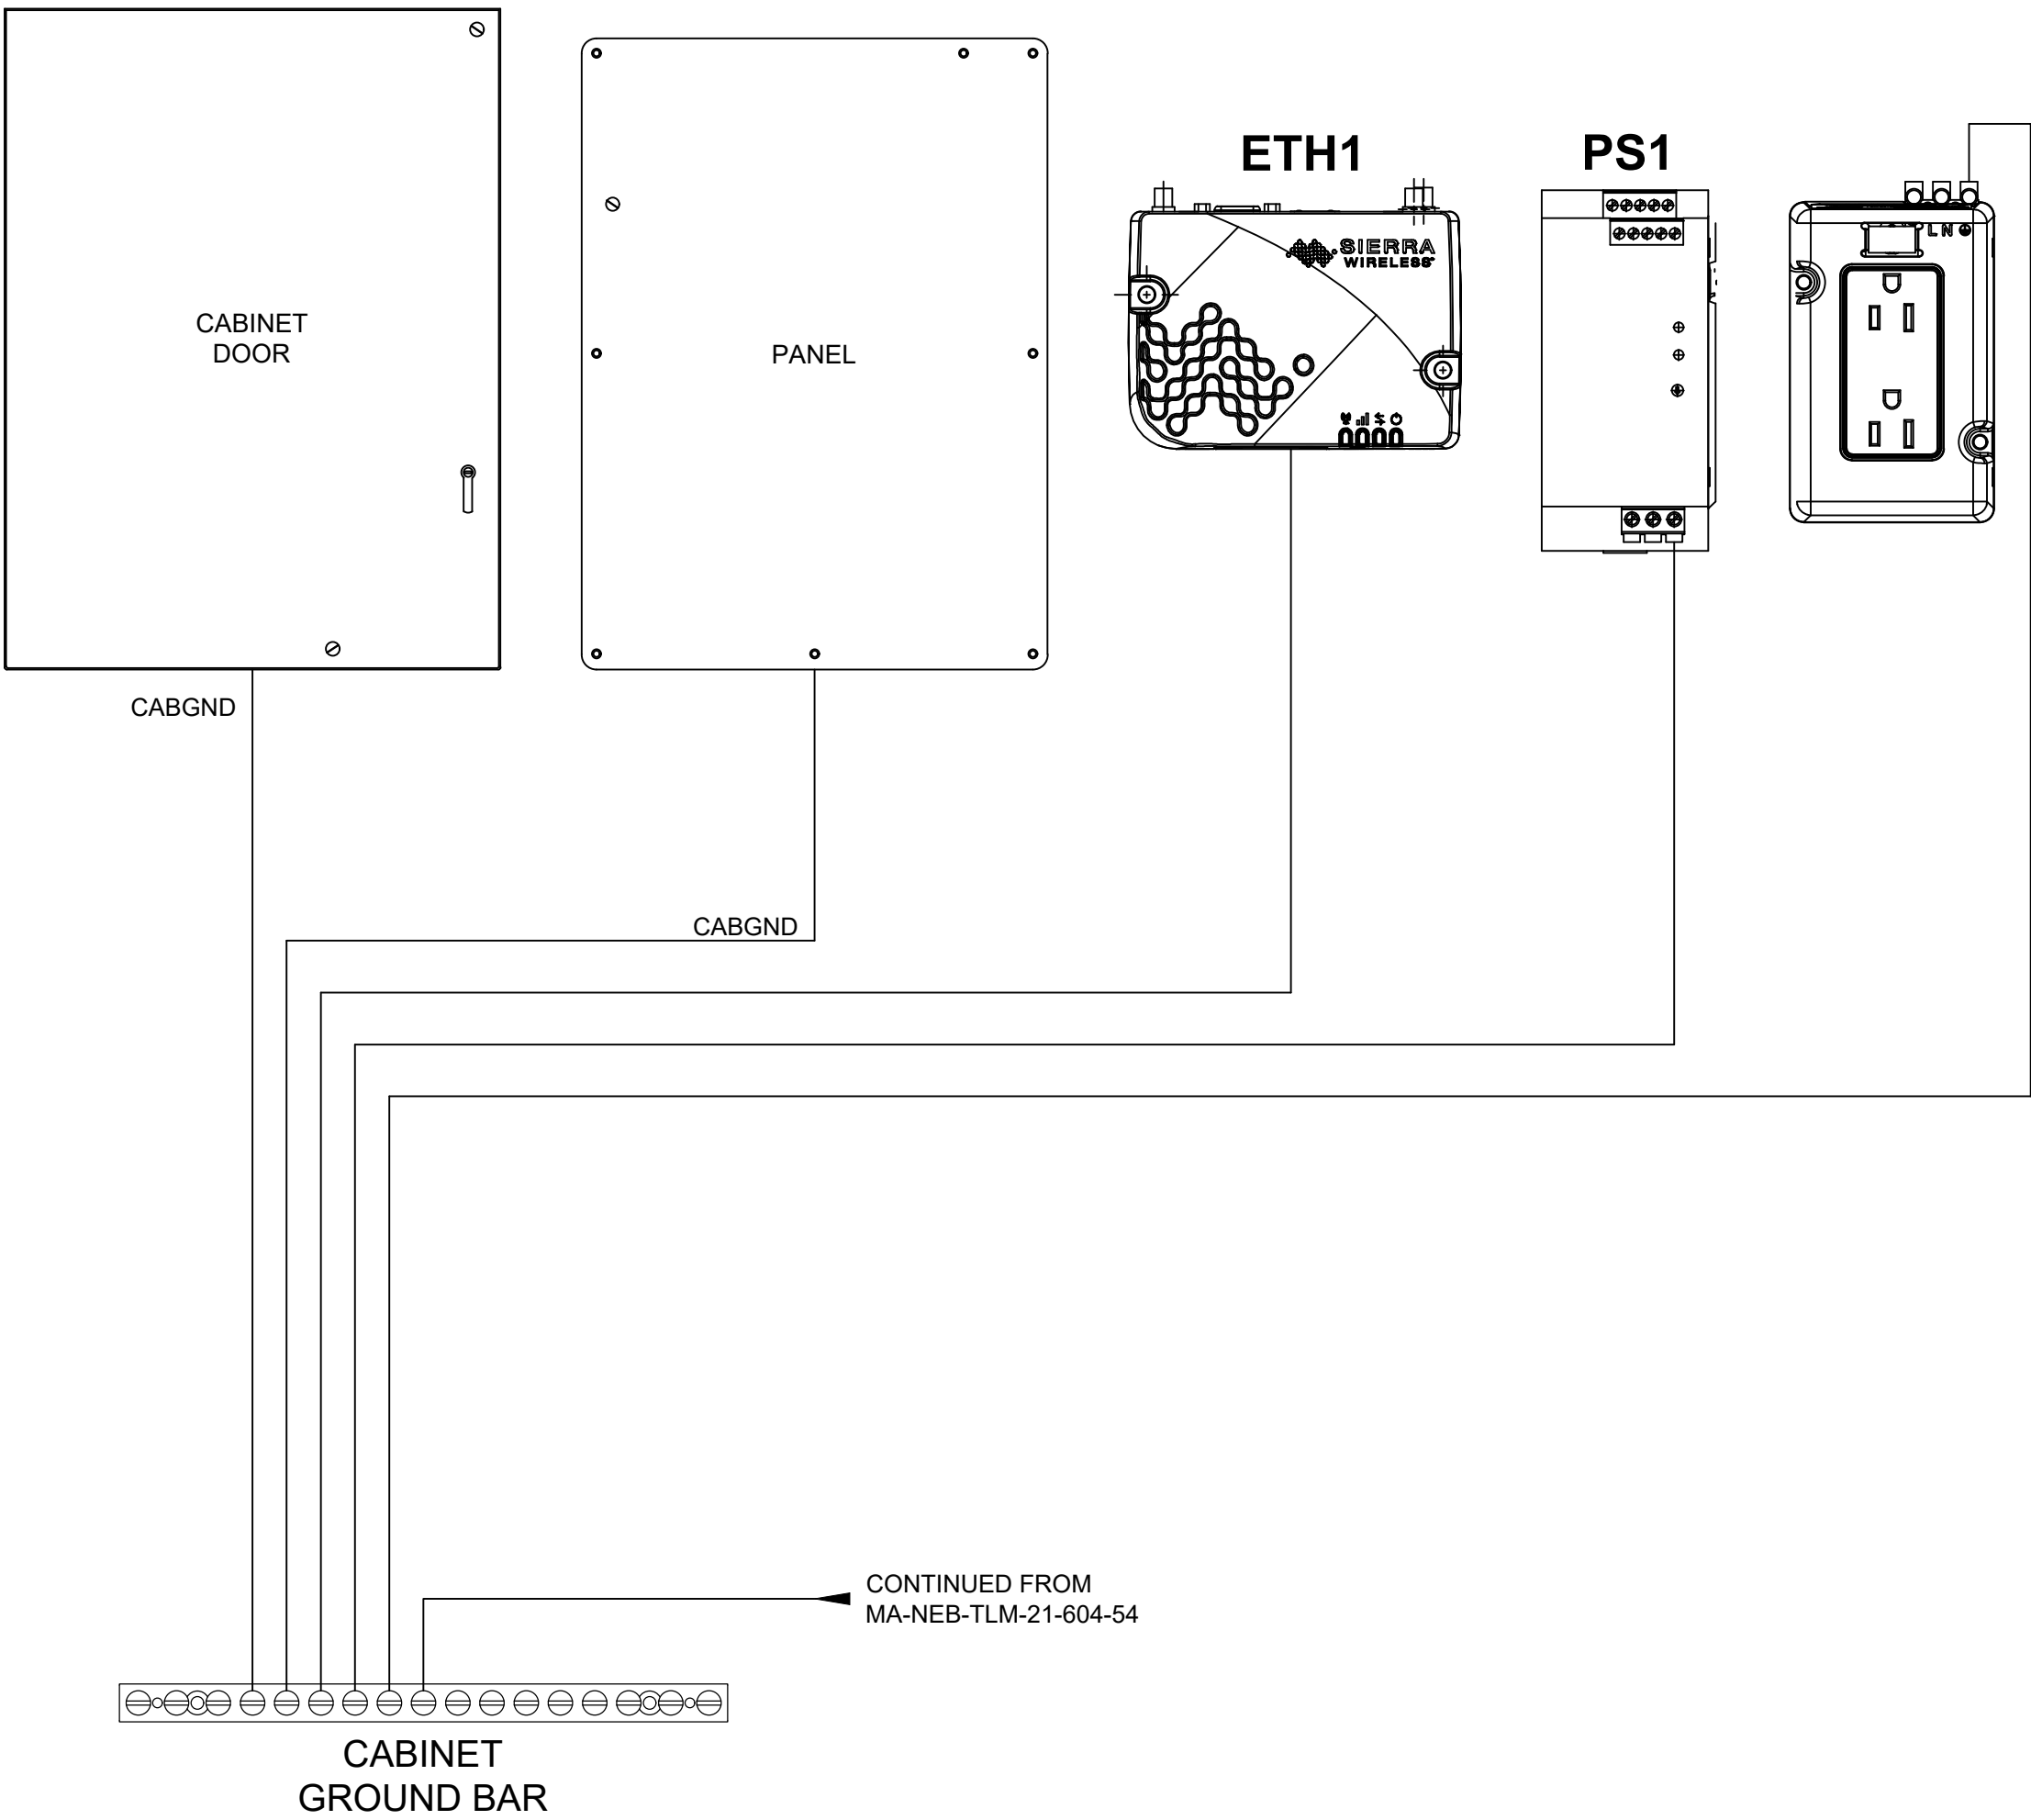 ETH1
PS1
SIERRA
WIRELESS
L N
CABINET
DOOR
PANEL
CABGND
CABGND
CONTINUED FROM
MA-NEB-TLM-21-604-54
CABINET
GROUND BAR